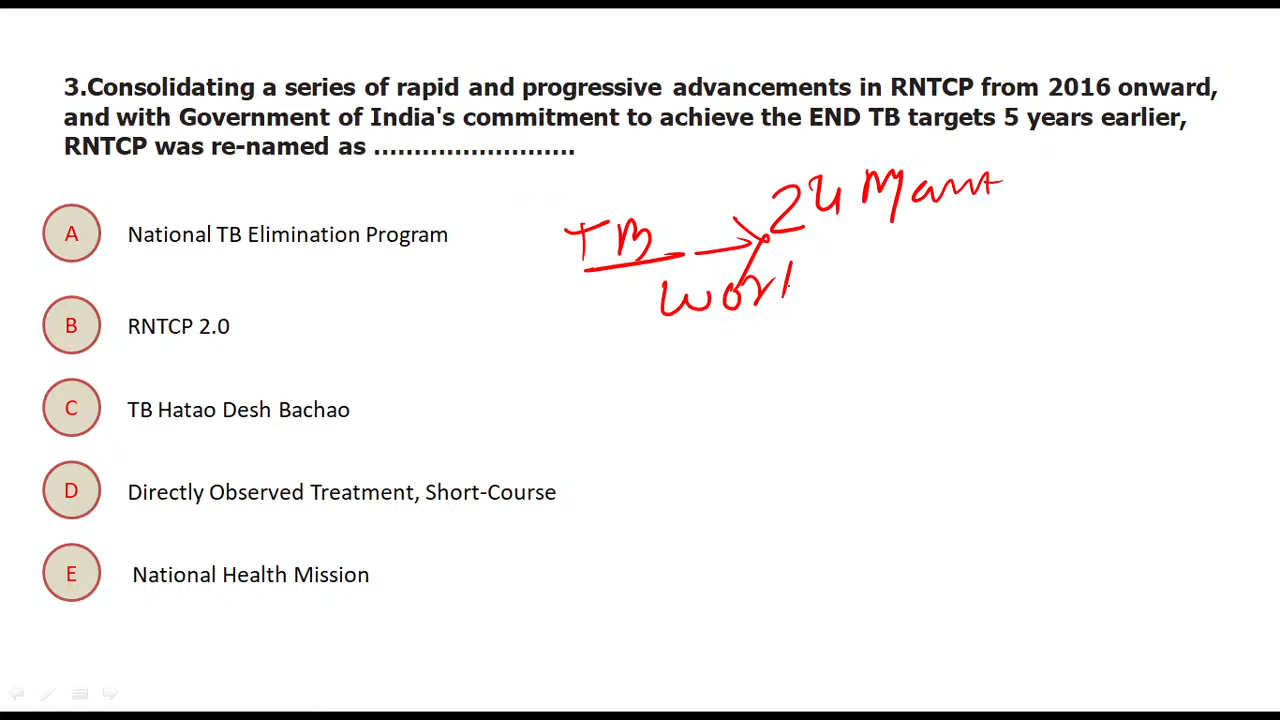 3.Consolidating a series of rapid and progressive advancements in RNTCP from 2016 onward,
and with Government of India's commitment to achieve the END TB targets 5 years earlier,
RNTCP was re-named as .........................
24
TB
A National TB Elimination Program
B RNTCP 2.0
C TB Hatao Desh Bachao
D Directly Observed Treatment, Short-Course
E National Health Mission